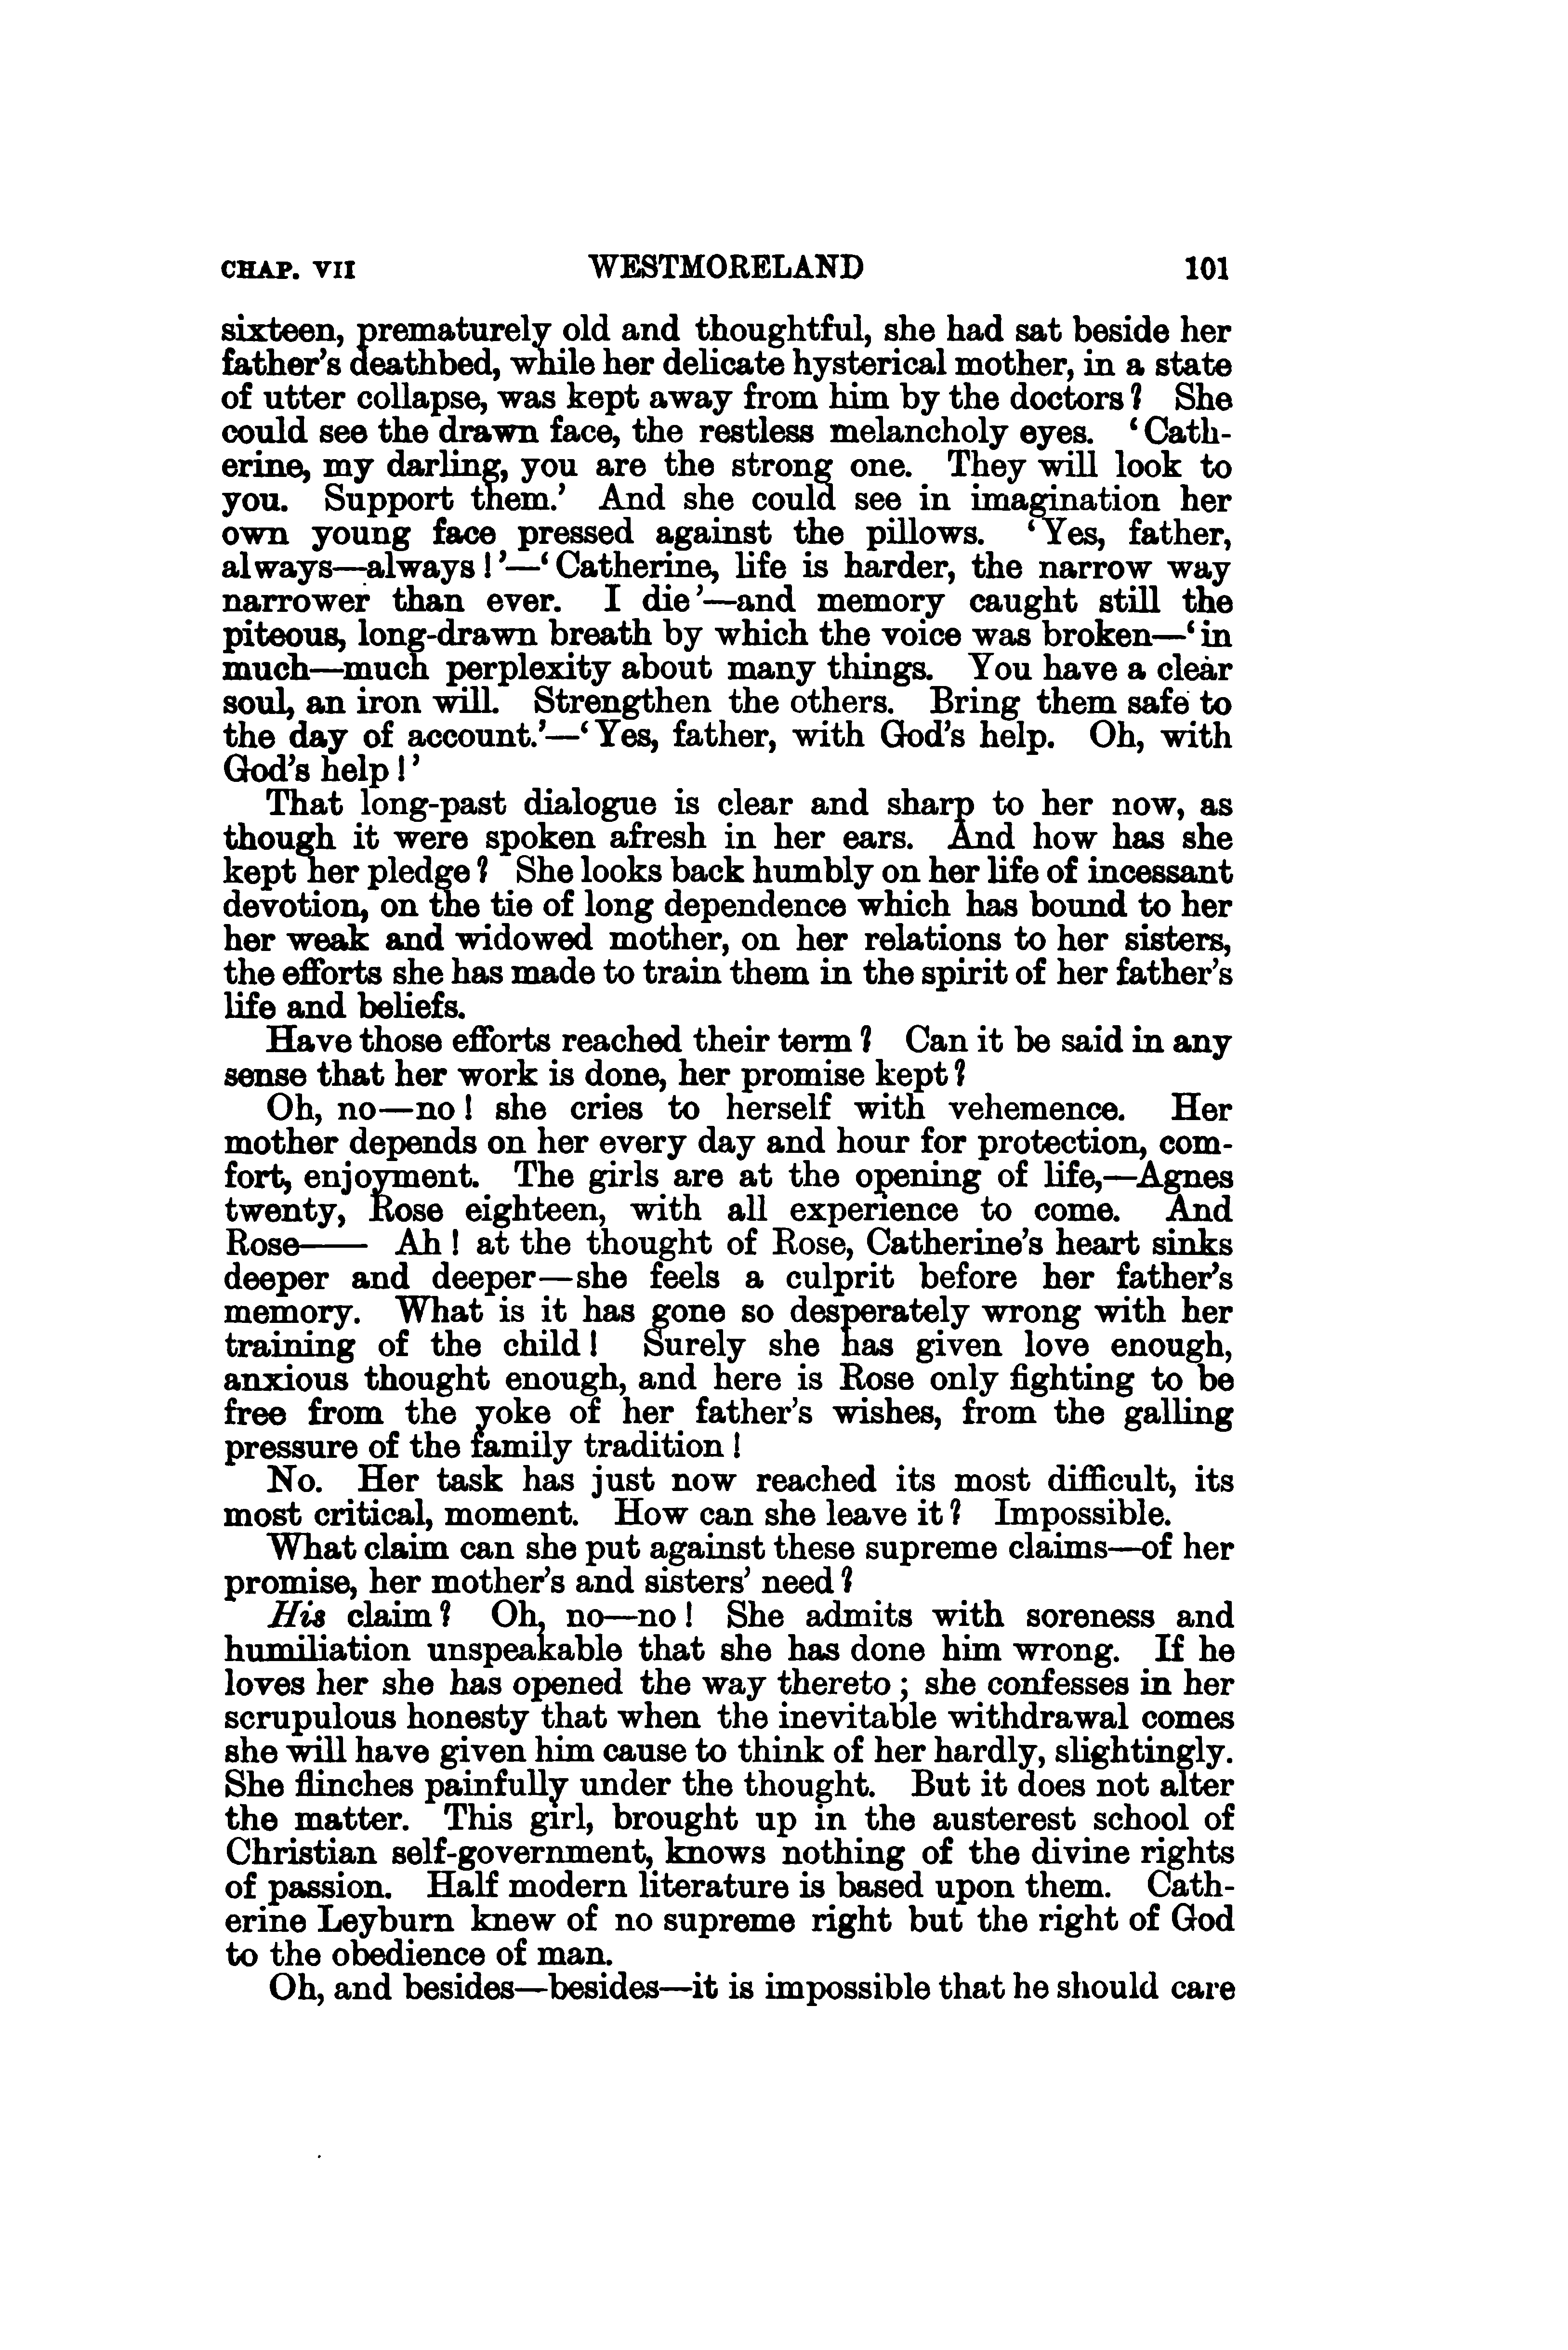 CHAP. VII WESTMORELAND 101
sixteen, prematurely old and thoughtful, she had sat beside her
father's deathbed, while her delicate hysterical mother, in a state
of utter collapse, was kept away from him by the doctors? She
could see the drawn face, the restless melancholy eyes. ‘Cath-
erine, my darling, you are the strong one. They will look to
you. Support them.’ And she could see in imagination her
own young face pressed against the pillows. ‘Yes, father,
always—always!’—‘Catherine, life is harder, the narrow way
narrower than ever. I die’—and memory caught still the
piteous, long-drawn breath by which the voice was broken—‘in
much—much perplexity about many things. You have a clear
soul, an iron will. Strengthen the others. Bring them safe to
the day of account.’—‘Yes, father, with God's help. Oh, with
God's help!’
That long-past dialogue is clear and sharp to her now, as
though it were spoken afresh in her ears. And how has she
kept her pledge? She looks back humbly on her life of incessant
devotion, on the tie of long dependence which has bound to her
her weak and widowed mother, on her relations to her sisters,
the efforts she has made to train them in the spirit of her father's
life and beliefs.
Have those efforts reached their term? Can it be said in any
sense that her work is done, her promise kept?
Oh, no—no! she cries to herself with vehemence. Her
mother depends on her every day and hour for protection, com-
fort, enjoyment. The girls are at the opening of life,—Agnes
twenty, Rose eighteen, with all experience to come. And
Rose—— Ah! at the thought of Rose, Catherine's heart sinks
deeper and deeper—she feels a culprit before her father's
memory. What is it has gone so desperately wrong with her
training of the child! Surely she has given love enough,
anxious thought enough, and here is Rose only fighting to be
free from the yoke of her father's wishes, from the galling
pressure of the family tradition!
No. Her task has just now reached its most difficult, its
most critical, moment. How can she leave it? Impossible.
What claim can she put against these supreme claims—of her
promise, her mother's and sisters' need?
His claim? Oh, no—no! She admits with soreness and
humiliation unspeakable that she has done him wrong. If he
loves her she has opened the way thereto; she confesses in her
scrupulous honesty that when the inevitable withdrawal comes
she will have given him cause to think of her hardly, slightingly.
She flinches painfully under the thought. But it does not alter
the matter. This girl, brought up in the austerest school of
Christian self-government, knows nothing of the divine rights
of passion. Half modern literature is based upon them. Cath-
erine Leyburn knew of no supreme right but the right of God
to the obedience of man.
Oh, and besides—besides—it is impossible that he should care